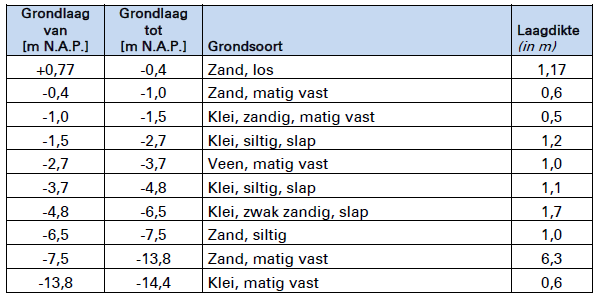 Grondlaag van [m N.A.P.] Grondlaag tot [m N.A.P.] Grondsoort Laagdikte (in m)
+0,77 -0,4 Zand, los 1,17
-0,4 -1,0 Zand, matig vast 0,6
-1,0 -1,5 Klei, zandig, matig vast 0,5
-1,5 -2,7 Klei, siltig, slap 1,2
-2,7 -3,7 Veen, matig vast 1,0
-3,7 -4,8 Klei, siltig, slap 1,1
-4,8 -6,5 Klei, zwak zandig, slap 1,7
-6,5 -7,5 Zand, siltig 1,0
-7,5 -13,8 Zand, matig vast 6,3
-13,8 -14,4 Klei, matig vast 0,6